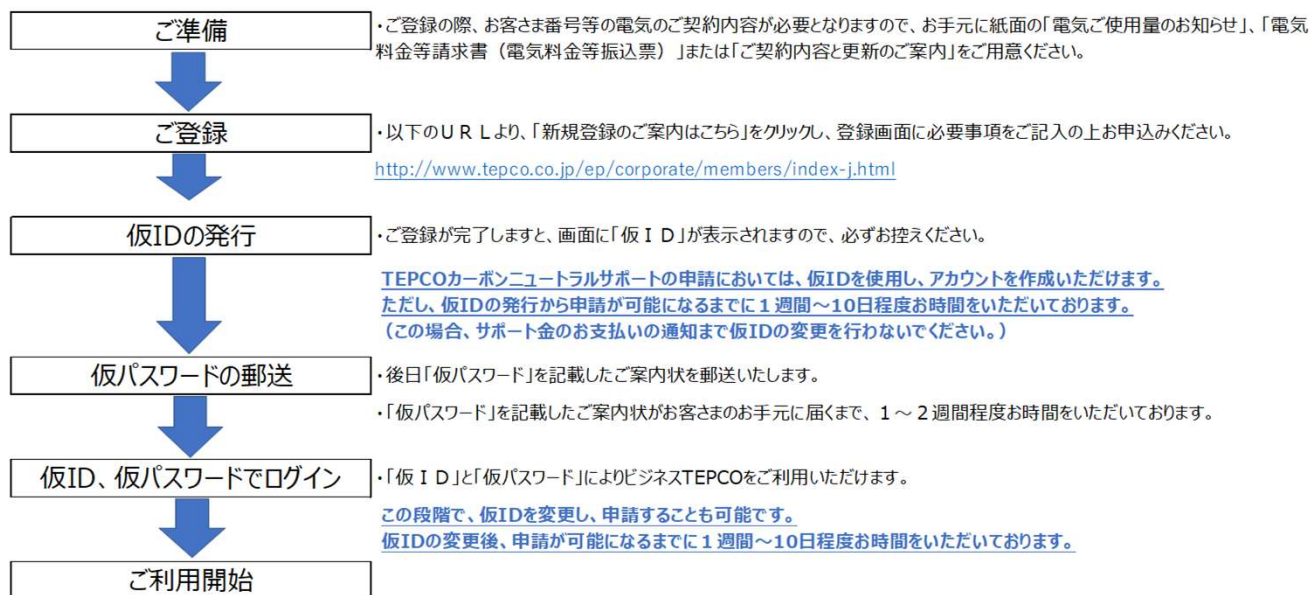 ご準備
・ご登録の際、お客さま番号等の電気のご契約内容が必要となりますので、お手元に紙面の「電気ご使用量のお知らせ」、「電気
料金等請求書(電気料金等振込票)」または「ご契約内容と更新のご案内」をご用意ください。
ご登録
・以下のURLより、「新規登録のご案内はこちら」をクリックし、登録画面に必要事項をご記入の上お申込みください。
http://www.tepco.co.jp/ep/corporate/members/index-j.html
仮IDの発行
・ご登録が完了しますと、画面に「仮ID」が表示されますので、必ずお控えください。
TEPCOカーボンニュートラルサポートの申請においては、仮IDを使用し、アカウントを作成いただけます。
ただし、仮IDの発行から申請が可能になるまでに1週間~10日程度お時間をいただいております。
(この場合、サポート金のお支払いの通知まで仮IDの変更を行わないでください。)
仮パスワードの郵送
・後日「仮パスワード」を記載したご案内状を郵送いたします。
・「仮パスワード」を記載したご案内状がお客さまのお手元に届くまで、1~2週間程度お時間をいただいております。
仮ID、仮パスワードでログイン
・「仮ID」と「仮パスワード」によりビジネスTEPCOをご利用いただけます。
この段階で、仮IDを変更し、申請することも可能です。
仮IDの変更後、申請が可能になるまでに1週間~10日程度お時間をいただいております。
ご利用開始